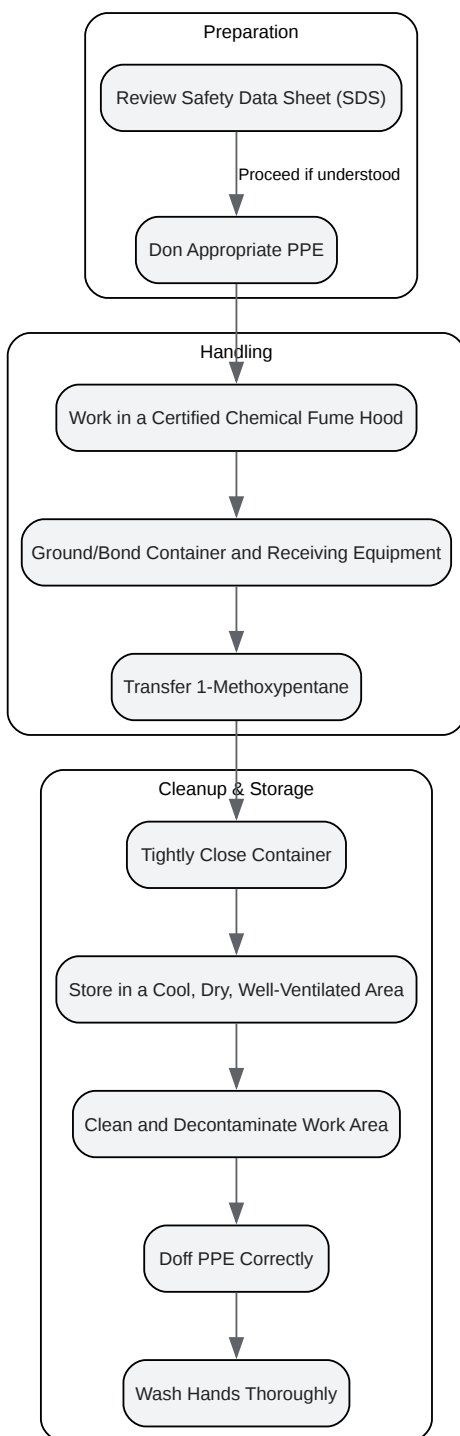 Preparation
Review Safety Data Sheet (SDS)
Proceed if understood
Don Appropriate PPE
Handling
Work in a Certified Chemical Fume Hood
Ground/Bond Container and Receiving Equipment
Transfer 1-Methoxypentane
Cleanup & Storage
Tightly Close Container
Store in a Cool, Dry, Well-Ventilated Area
Clean and Decontaminate Work Area
Doff PPE Correctly
Wash Hands Thoroughly